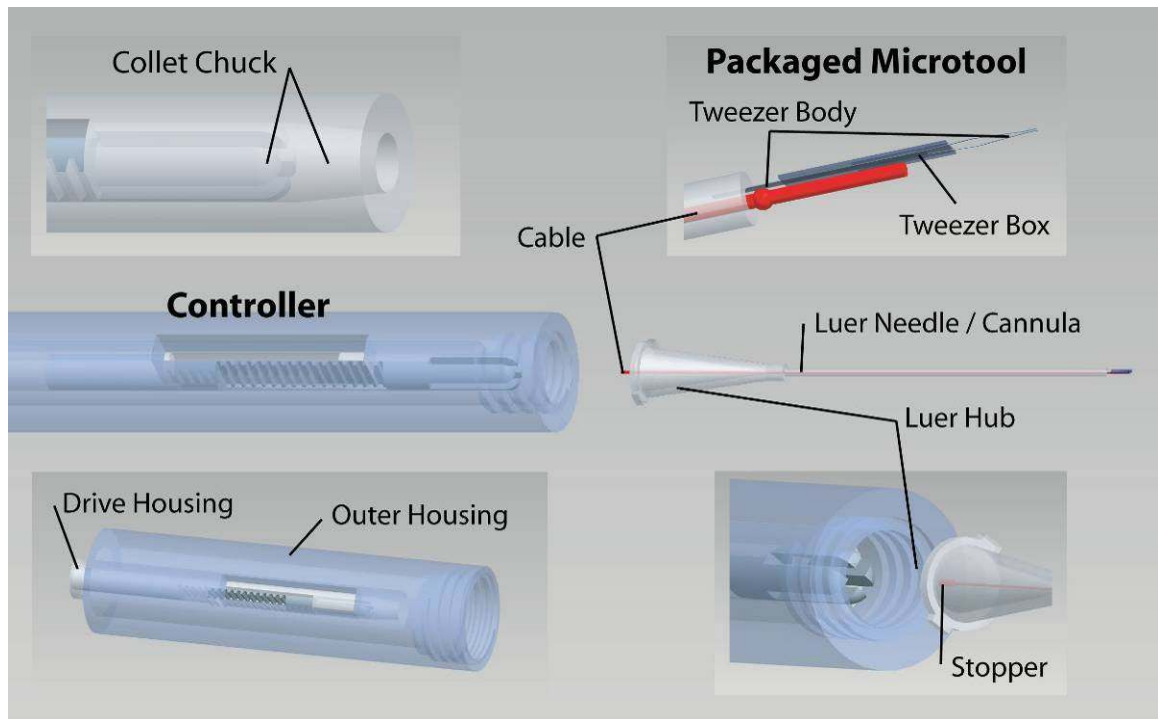 Collet Chuck
Packaged Microtool
Tweezer Body
Tweezer Box
Cable
Controller
Luer Needle / Cannula
Luer Hub
Drive Housing
Outer Housing
Stopper